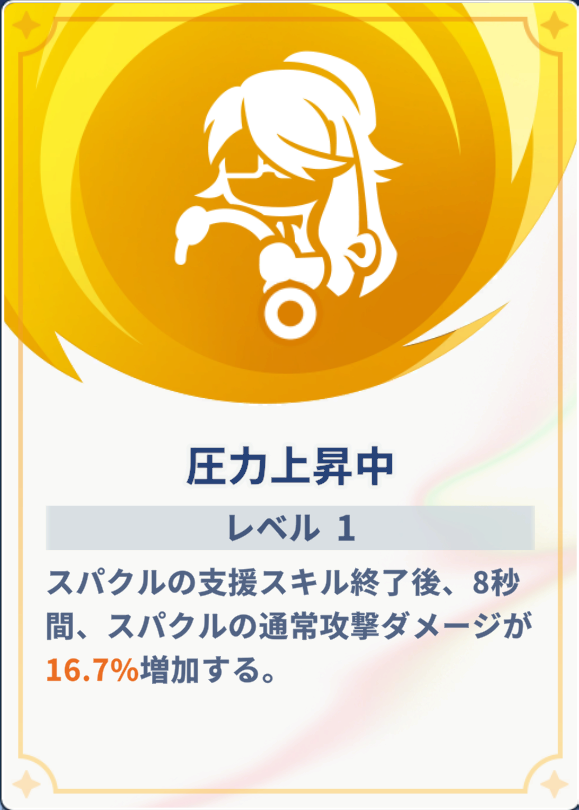 圧力上昇中
レベル 1
スパクルの支援スキル終了後、8秒
間、スパクルの通常攻撃ダメージが
16.7%増加する。